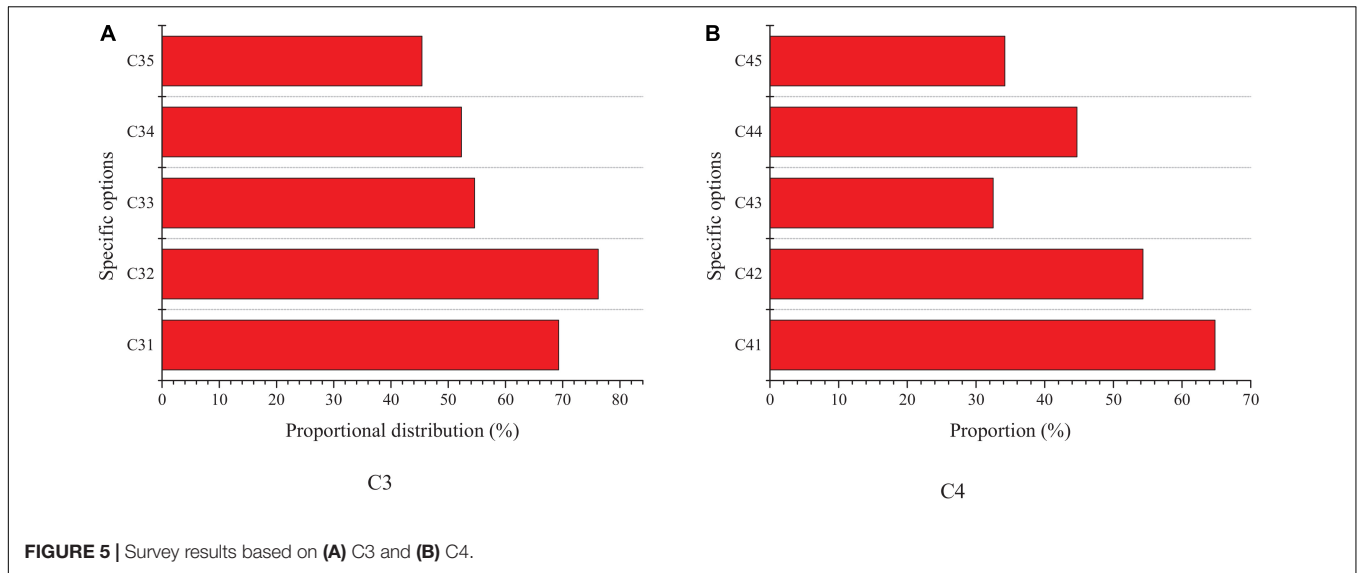 A
Specific options
C35
C34
C33
C32
C31
0 10 20 30 40 50 60 70 80
Proportional distribution (%)
C3
B
Specific options
C45
C44
C43
C42
C41
0 10 20 30 40 50 60 70
Proportion (%)
C4
FIGURE 5 | Survey results based on (A) C3 and (B) C4.